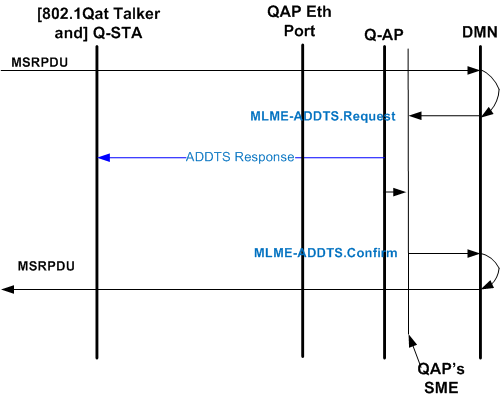 [802.1Qat Talker
and] Q-STA
QAP Eth
Port
Q-AP
DMN
MSRPDU
MLME-ADDTS.Request
ADDTS Response
MLME-ADDTS.Confirm
MSRPDU
QAP's
SME